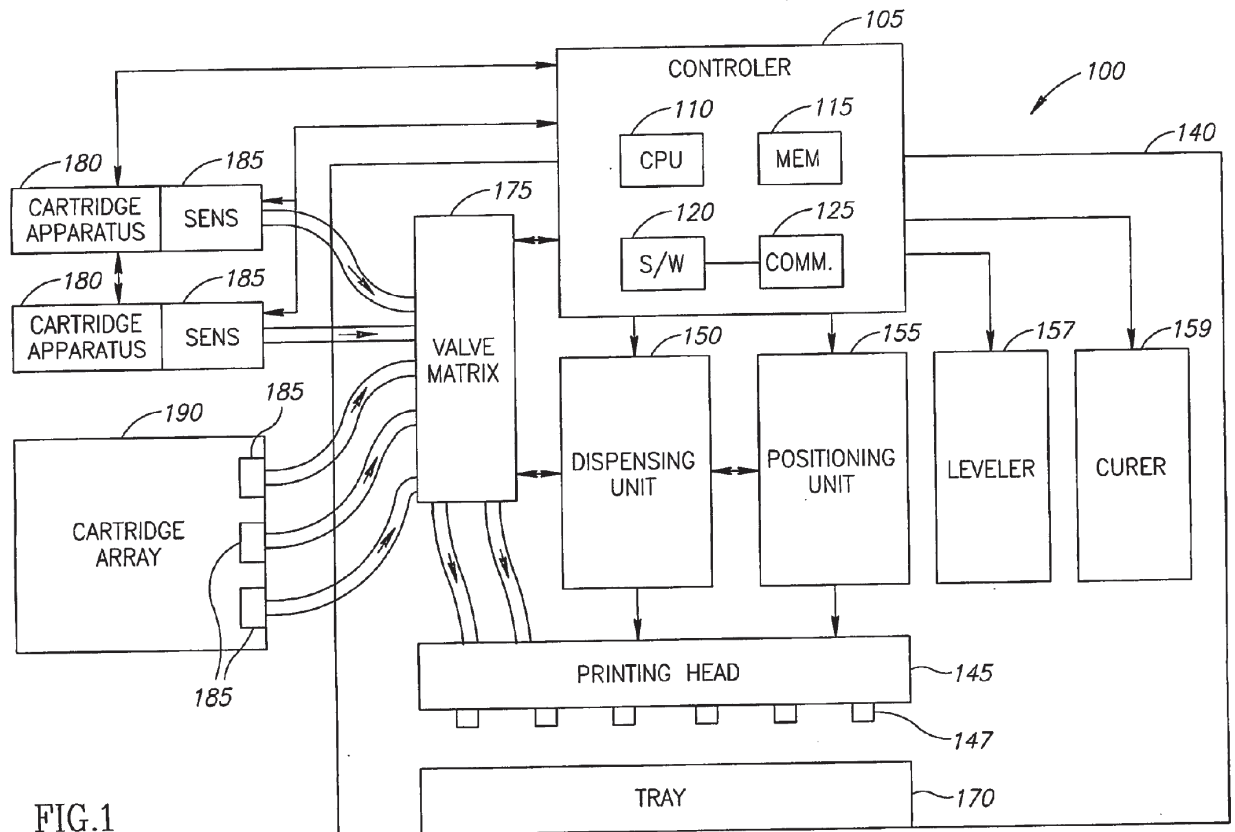 105
CONTROLER
100
110
115
CPU
MEM
140
180
185
CARTRIDGE
APPARATUS
SENS
175
120
125
S/W
COMM.
180
185
CARTRIDGE
APPARATUS
SENS
VALVE
MATRIX
150
155
157
159
190
185
CARTRIDGE
ARRAY
DISPENSING
UNIT
POSITIONING
UNIT
LEVELER
CURER
185
PRINTING HEAD
145
147
TRAY
170
FIG.1